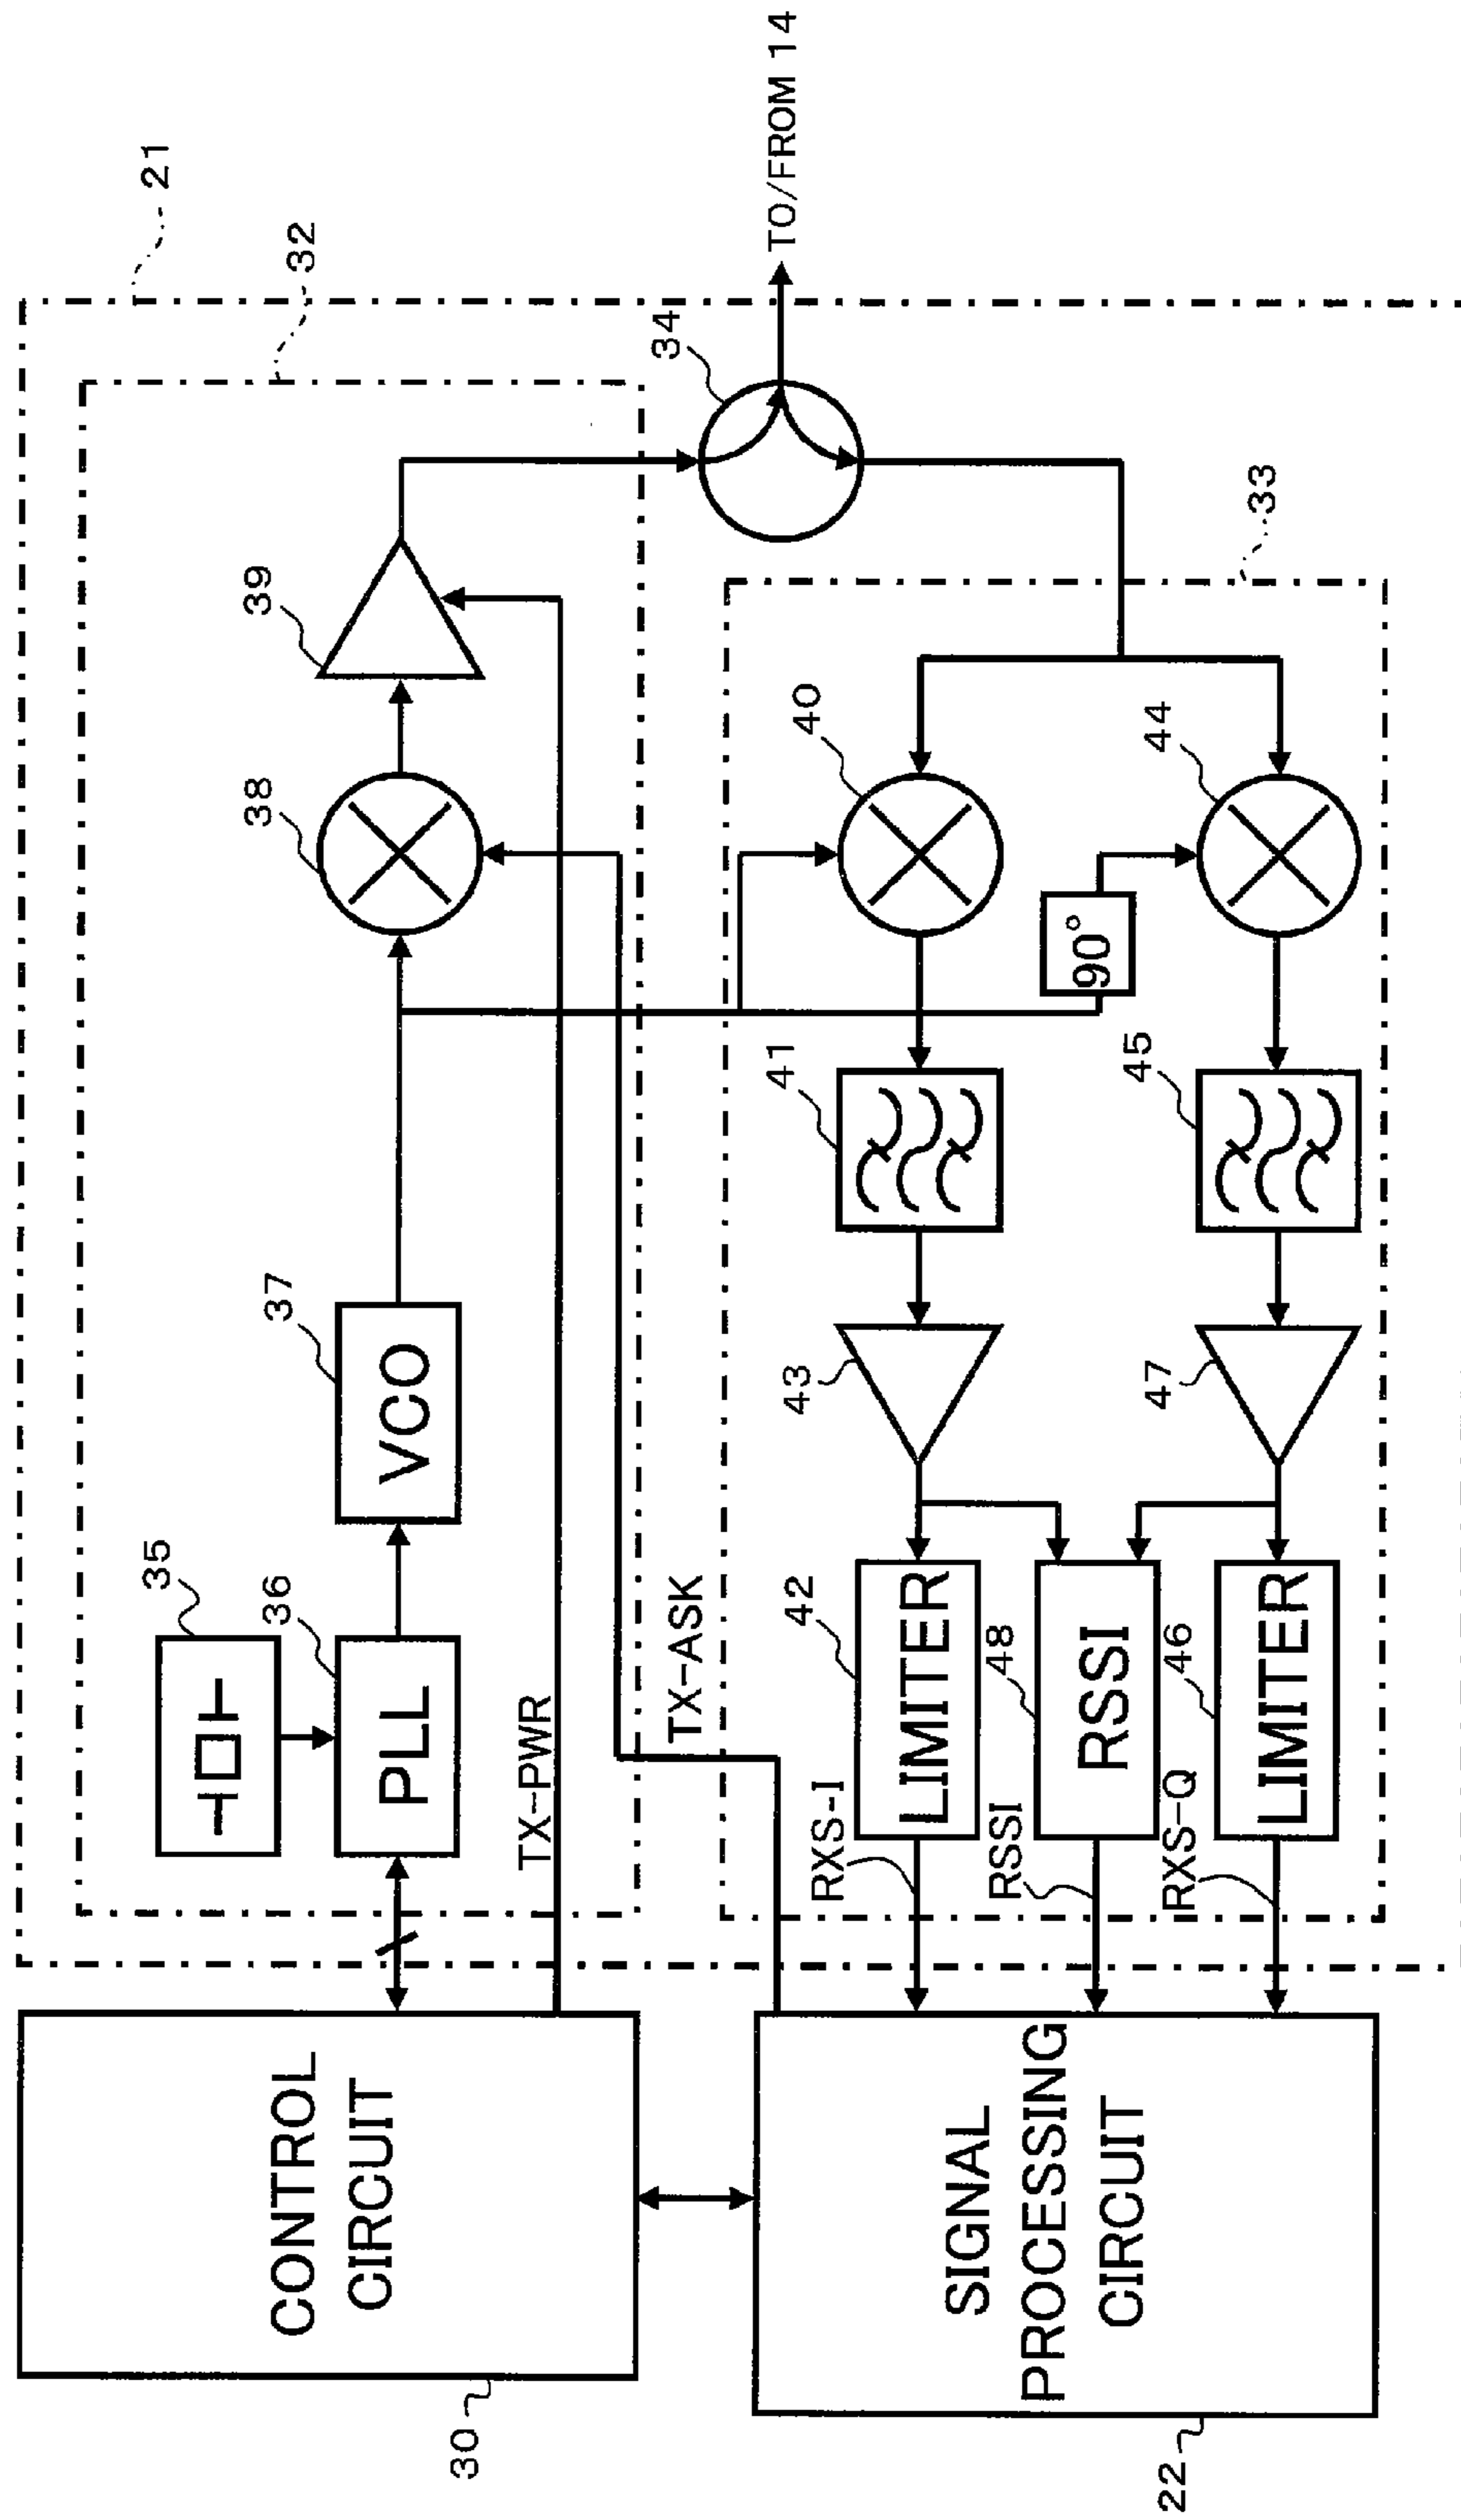 21
32
35
36
37
38
39
34
TO/FROM 14
PLL
VCO
TX-PWR
TX-ASK
CONTROL
CIRCUIT
30
33
40
41
43
42
LIMITER
RXS-I
90°
48
RSSI
RSSI
44
45
47
46
LIMITER
RXS-Q
SIGNAL
PROCESSING
CIRCUIT
22